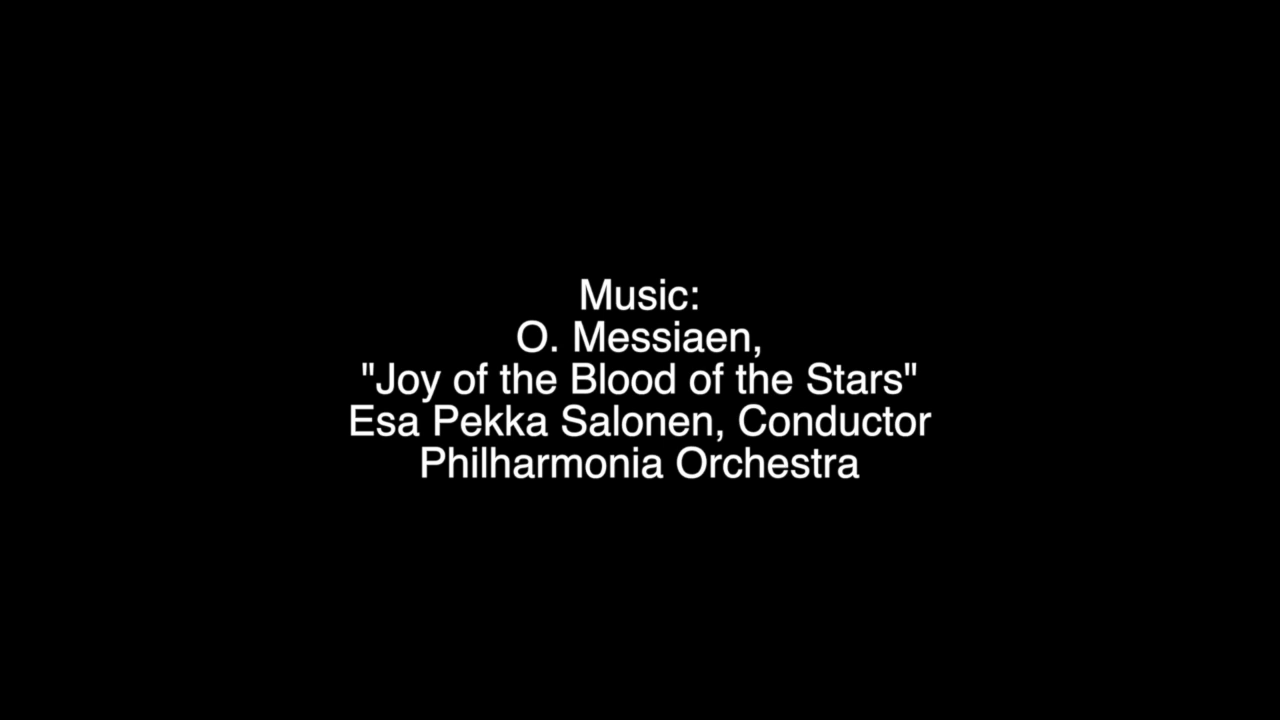 Music:
O. Messiaen,
"Joy of the Blood of the Stars"
Esa Pekka Salonen, Conductor
Philharmonia Orchestra